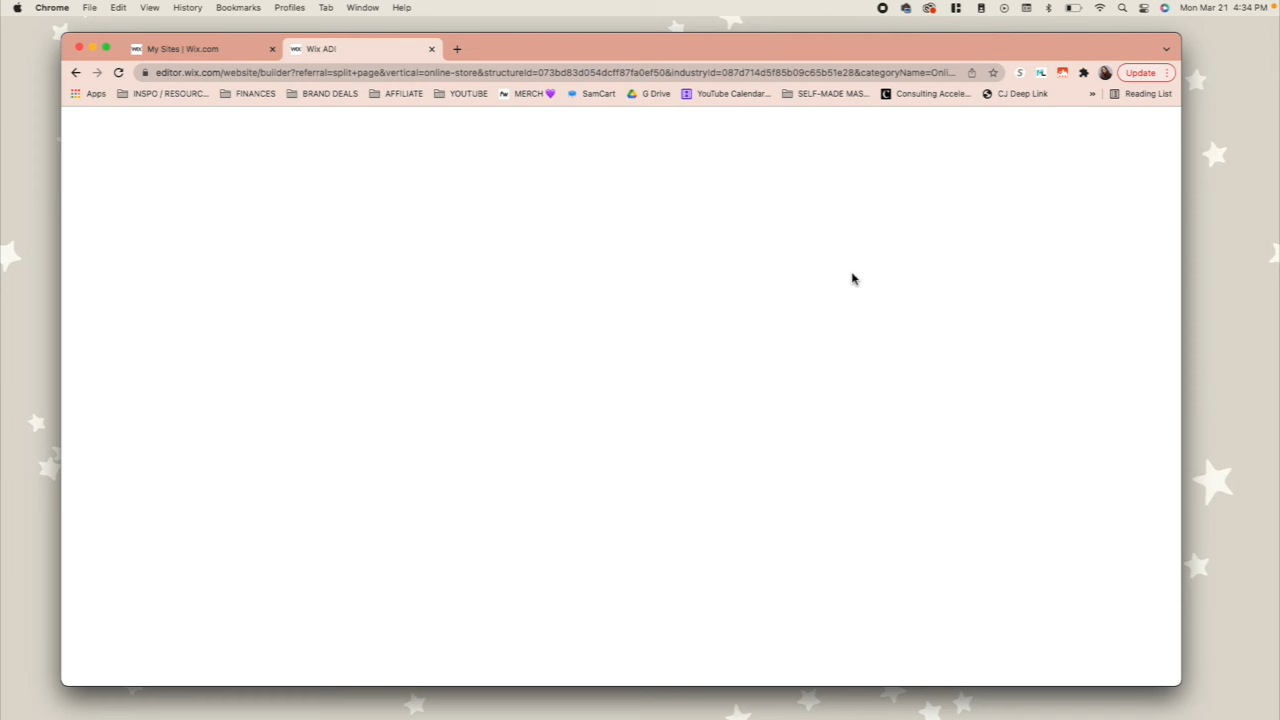 Chrome File Edit View History Bookmarks Profiles Tab Window Help Mon Mar 21 4:34 PM
WIX My Sites | Wix.com WIX Wix ADI
editor.wix.com/website/builder?referral=split+page&vertical=online-store&structureId=073bd83d054dcff87fa0ef50&industryId=087d714d5f85b09c65b51e28&categoryName=Onli... S Update
Apps INSPO / RESOURC... FINANCES BRAND DEALS AFFILIATE YOUTUBE MERCH 💜 SamCart G Drive YouTube Calendar... SELF-MADE MAS... Consulting Accele... CJ Deep Link » Reading List